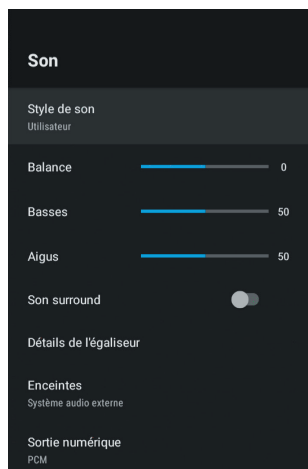 Son
Style de son
Utilisateur
Balance 0
Basses 50
Aigus 50
Son surround
Détails de l'égaliseur
Enceintes
Système audio externe
Sortie numérique
PCM